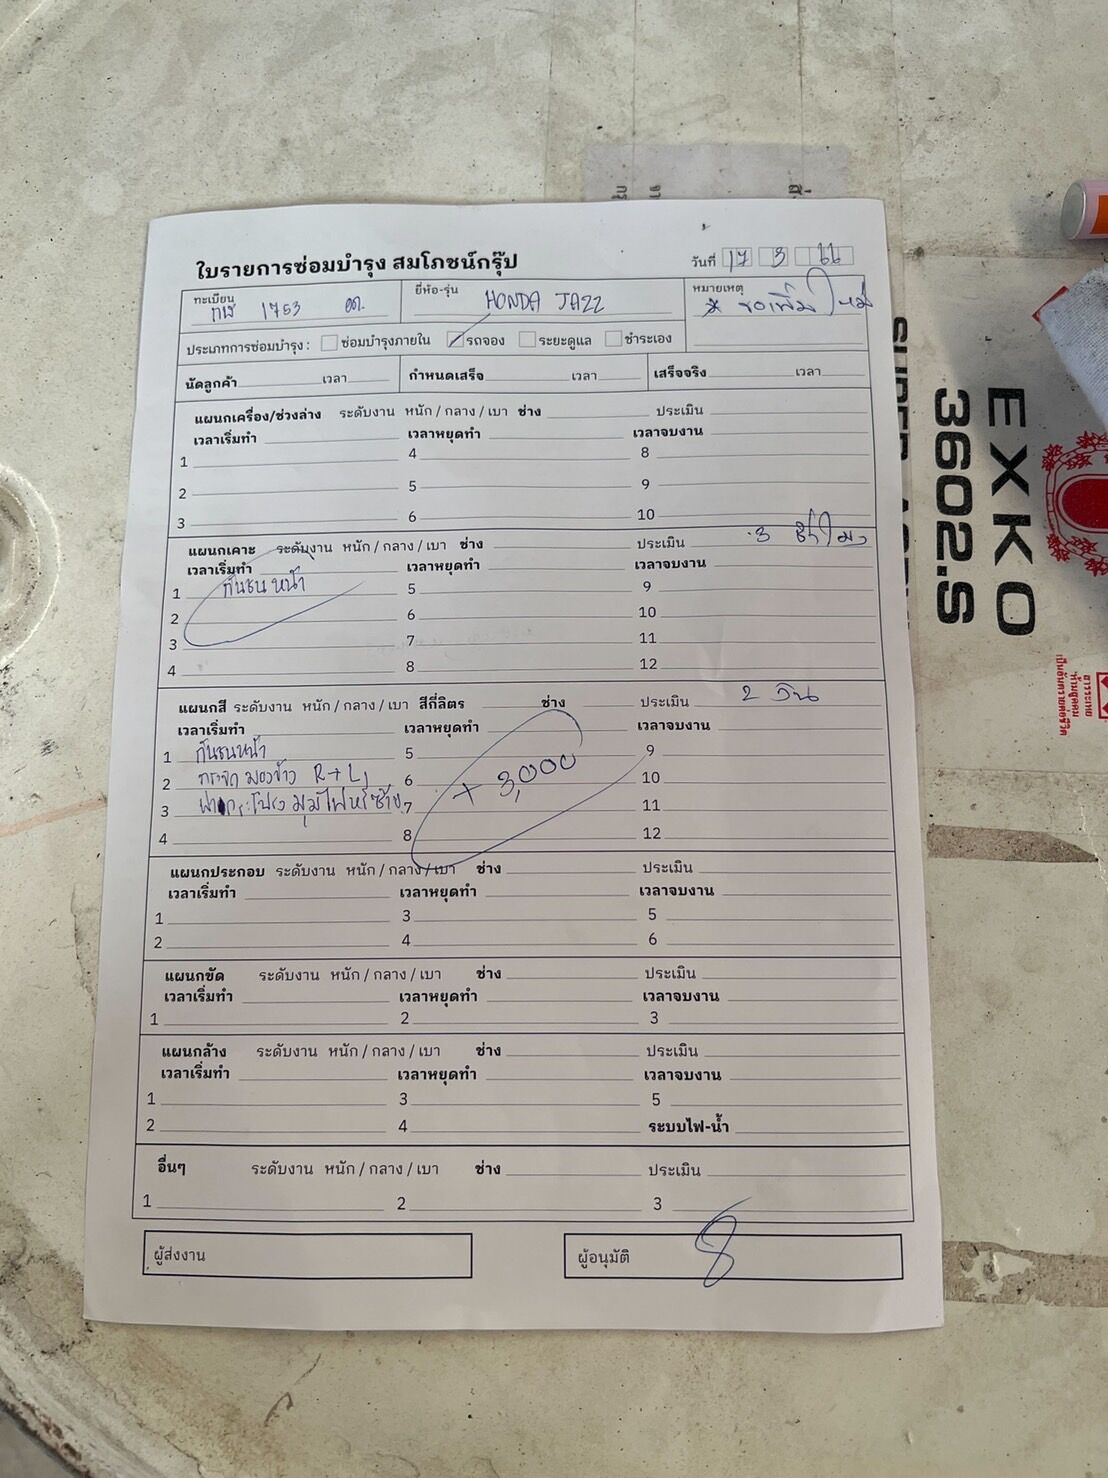 ใบรายการซ่อมบำรุง สมโภชน์กรุ๊ป
วันที่ 17 3 66
ทะเบียน 1753
ยี่ห้อ-รุ่น HONDA JAZZ
หมายเหตุ * ขอเพิ่ม ใหม่
ประเภทการซ่อมบำรุง : ซ่อมบำรุงภายใน รถจอง ระยะดูแล ชำระเอง
นัดลูกค้า เวลา กำหนดเสร็จ เวลา เสร็จจริง เวลา
แผนกเครื่อง/ช่วงล่าง ระดับงาน หนัก / กลาง / เบา ช่าง ประเมิน
เวลาเริ่มทำ เวลาหยุดทำ เวลาจบงาน
1 4 8
2 5 9
3 6 10
แผนกเคาะ ระดับงาน หนัก / กลาง / เบา ช่าง ประเมิน 3 ชั่วโมง
เวลาเริ่มทำ เวลาหยุดทำ เวลาจบงาน
1 กันชนหน้า 5 9
2 6 10
3 7 11
4 8 12
แผนกสี ระดับงาน หนัก / กลาง / เบา สีกี่ลิตร ช่าง ประเมิน 2 วัน
เวลาเริ่มทำ เวลาหยุดทำ เวลาจบงาน
1 กันชนหน้า 5 9
2 กระจกมองข้าง R+L 6 + 3,000 10
3 ฝากระโปรง มุมไฟหน้าซ้าย 7 11
4 8 12
แผนกประกอบ ระดับงาน หนัก / กลาง / เบา ช่าง ประเมิน
เวลาเริ่มทำ เวลาหยุดทำ เวลาจบงาน
1 3 5
2 4 6
แผนกขัด ระดับงาน หนัก / กลาง / เบา ช่าง ประเมิน
เวลาเริ่มทำ เวลาหยุดทำ เวลาจบงาน
1 2 3
แผนกล้าง ระดับงาน หนัก / กลาง / เบา ช่าง ประเมิน
เวลาเริ่มทำ เวลาหยุดทำ เวลาจบงาน
1 3 5
2 4 ระบบไฟ-น้ำ
อื่นๆ ระดับงาน หนัก / กลาง / เบา ช่าง ประเมิน
1 2 3
ผู้ส่งงาน
ผู้อนุมัติ
EXKO
3602.S